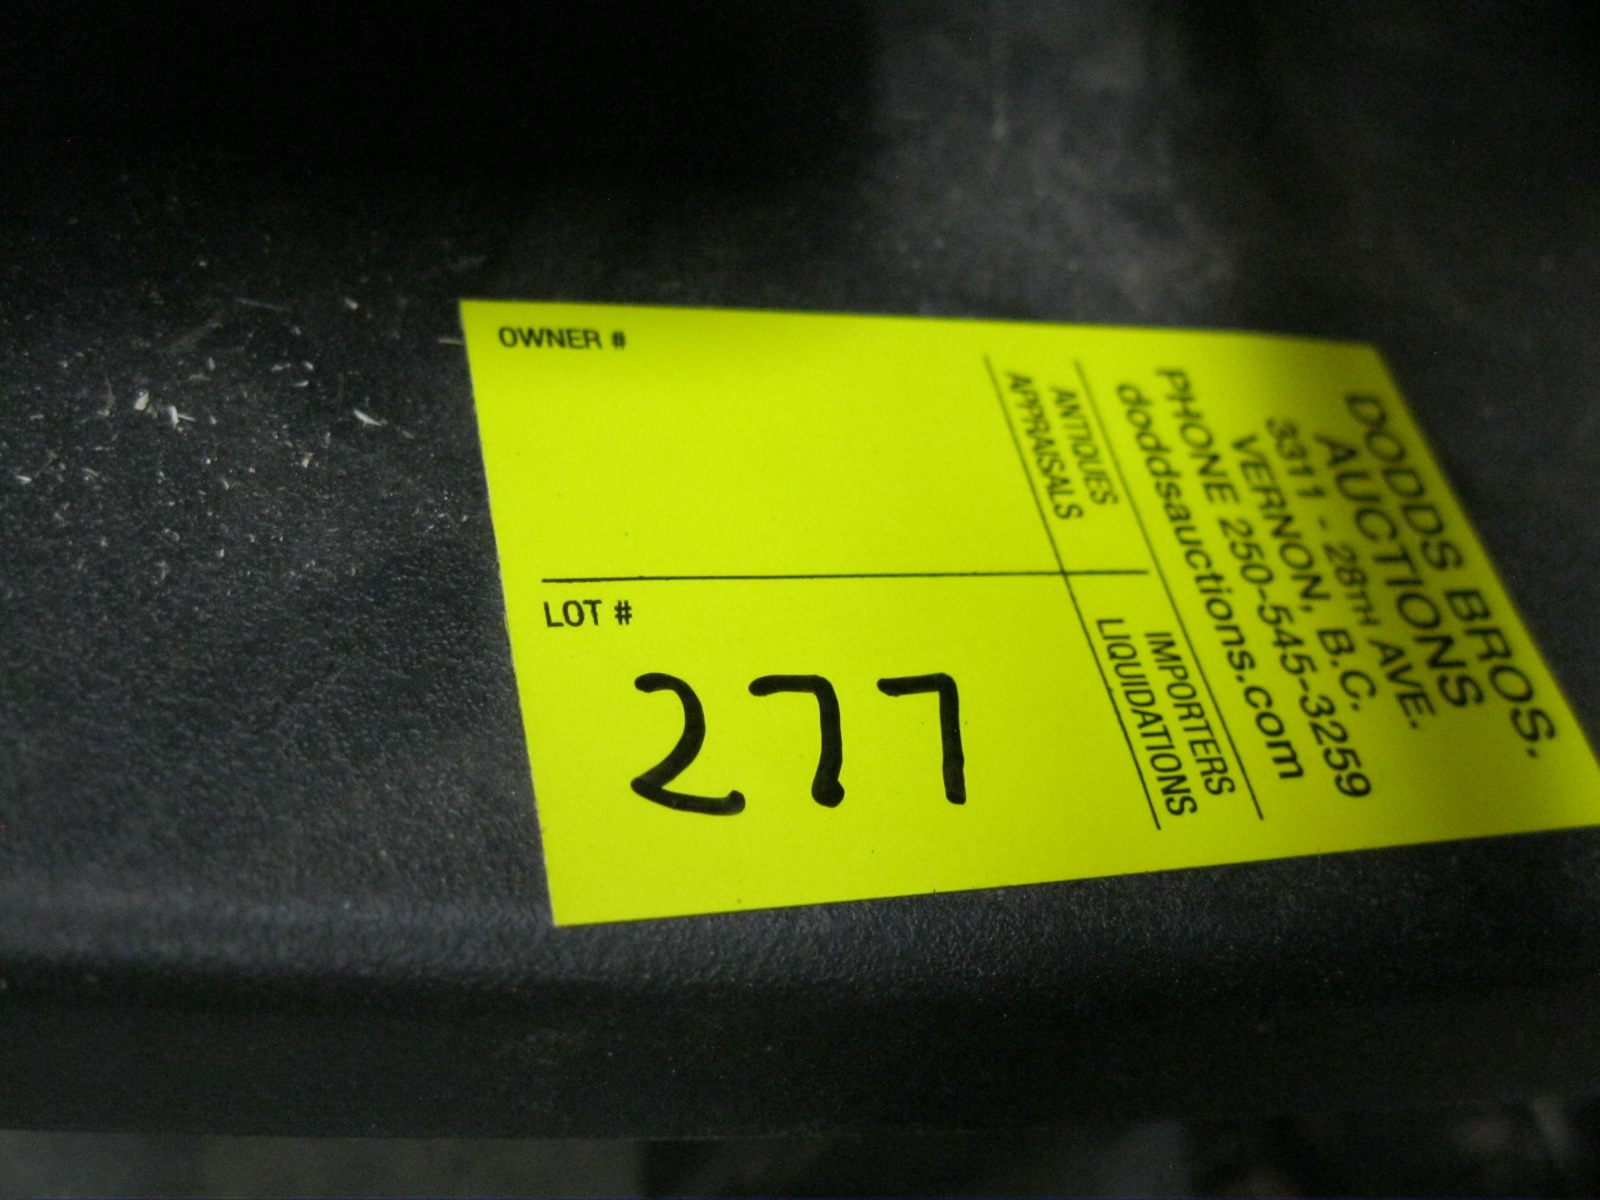 OWNER #
LOT #
277
ANTIQUES
APPRAISALS
IMPORTERS
LIQUIDATIONS
DODDS BROS.
AUCTIONS
3311 - 28TH AVE.
VERNON, B.C.
PHONE 250-545-3259
doddsauctions.com